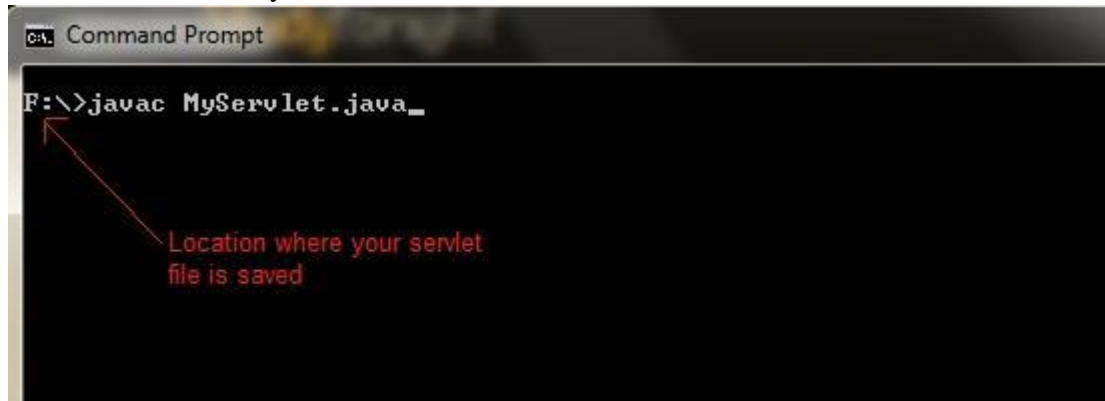 Command Prompt
F:\>javac MyServlet.java_
Location where your servlet
file is saved